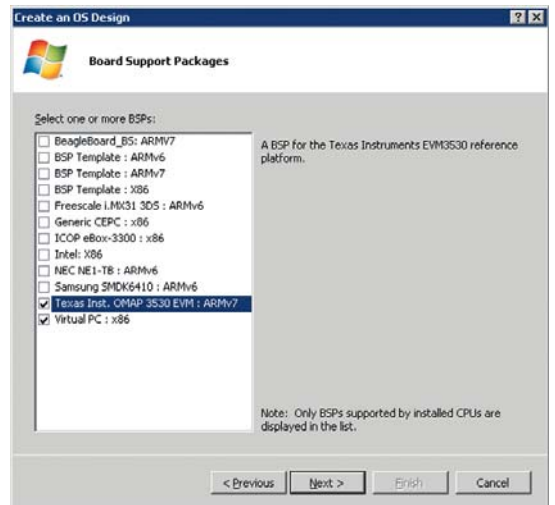 Create an OS Design
Board Support Packages
Select one or more BSPs:
BeagleBoard_BS: ARMV7
BSP Template : ARMv6
BSP Template : ARMv7
BSP Template : X86
Freescale i.MX31 3DS : ARMv6
Generic CEPC : x86
ICOP eBox-3300 : x86
Intel: X86
NEC NE1-TB : ARMv6
Samsung SMDK6410 : ARMv6
Texas Inst. OMAP 3530 EVM : ARMv7
Virtual PC : x86
A BSP for the Texas Instruments EVM3530 reference
platform.
Note: Only BSPs supported by installed CPUs are
displayed in the list.
< Previous
Next >
Finish
Cancel